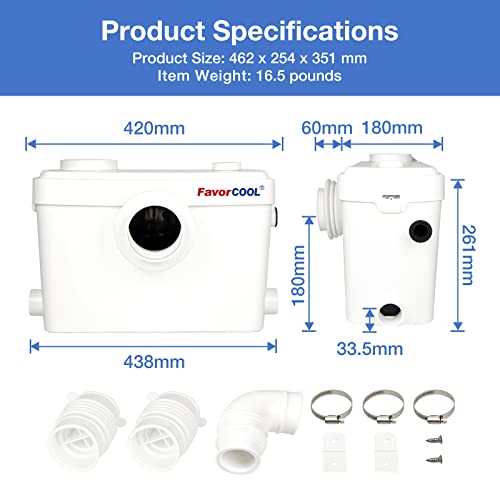 Product Specifications
Product Size: 462 x 254 x 351 mm
Item Weight: 16.5 pounds
420mm
60mm
180mm
FavorCOOL®
180mm
261mm
33.5mm
438mm